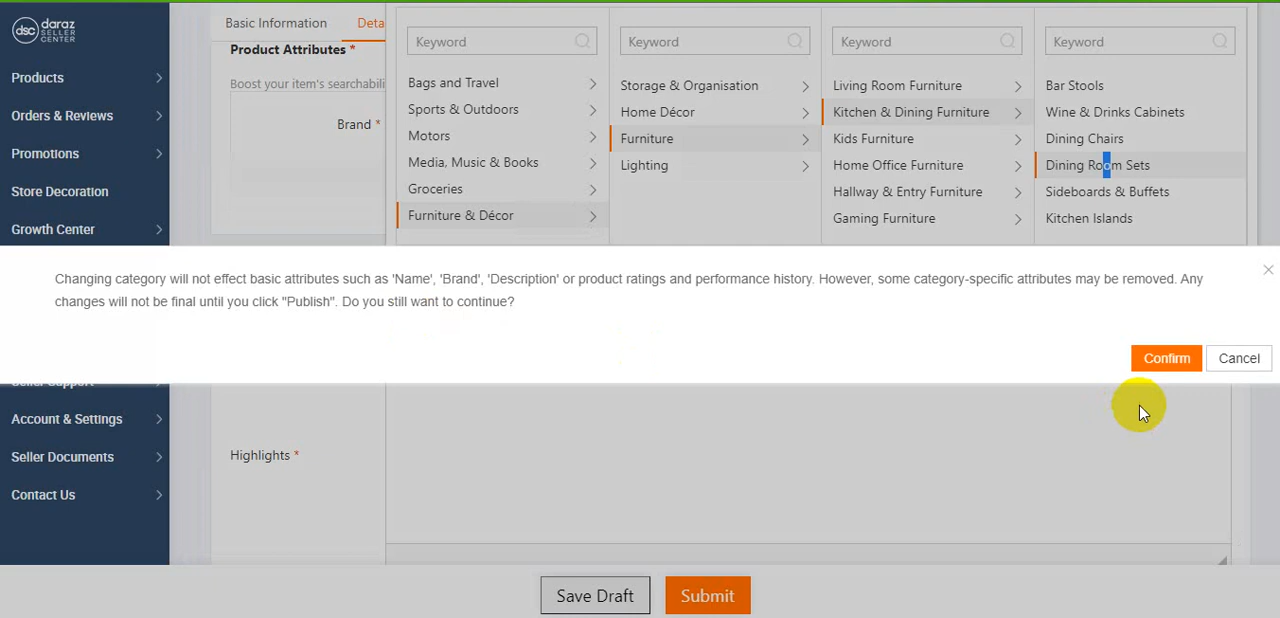 dsc daraz
SELLER
CENTER
Products
Orders & Reviews
Promotions
Store Decoration
Growth Center
Account & Settings
Seller Documents
Contact Us
Basic Information
Product Attributes *
Boost your item's searchabili
Brand *
Keyword
Bags and Travel
Sports & Outdoors
Motors
Media, Music & Books
Groceries
Furniture & Décor
Keyword
Storage & Organisation
Home Décor
Furniture
Lighting
Keyword
Living Room Furniture
Kitchen & Dining Furniture
Kids Furniture
Home Office Furniture
Hallway & Entry Furniture
Gaming Furniture
Keyword
Bar Stools
Wine & Drinks Cabinets
Dining Chairs
Dining Room Sets
Sideboards & Buffets
Kitchen Islands
Changing category will not effect basic attributes such as 'Name', 'Brand', 'Description' or product ratings and performance history. However, some category-specific attributes may be removed. Any
changes will not be final until you click "Publish". Do you still want to continue?
Confirm
Cancel
Highlights *
Save Draft
Submit